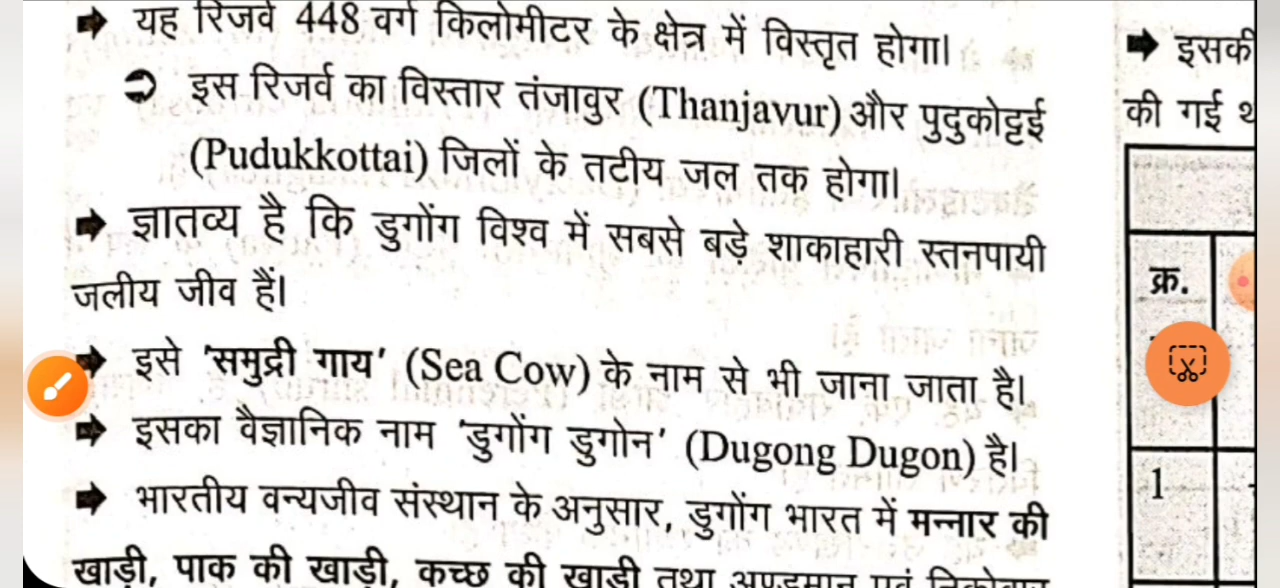 ➡ यह रिजर्व 448 वर्ग किलोमीटर के क्षेत्र में विस्तृत होगा।
➲ इस रिजर्व का विस्तार तंजावुर (Thanjavur) और पुदुकोट्टई
(Pudukkottai) जिलों के तटीय जल तक होगा।
➡ ज्ञातव्य है कि डुगोंग विश्व में सबसे बड़े शाकाहारी स्तनपायी
जलीय जीव हैं।
➡ इसे 'समुद्री गाय' (Sea Cow) के नाम से भी जाना जाता है।
➡ इसका वैज्ञानिक नाम 'डुगोंग डुगोन' (Dugong Dugon) है।
➡ भारतीय वन्यजीव संस्थान के अनुसार, डुगोंग भारत में मन्नार की
खाड़ी, पाक की खाड़ी, कच्छ की खाड़ी तथा अण्डमान एवं निकोबार
➡ इसकी
की गई
क्र.
1